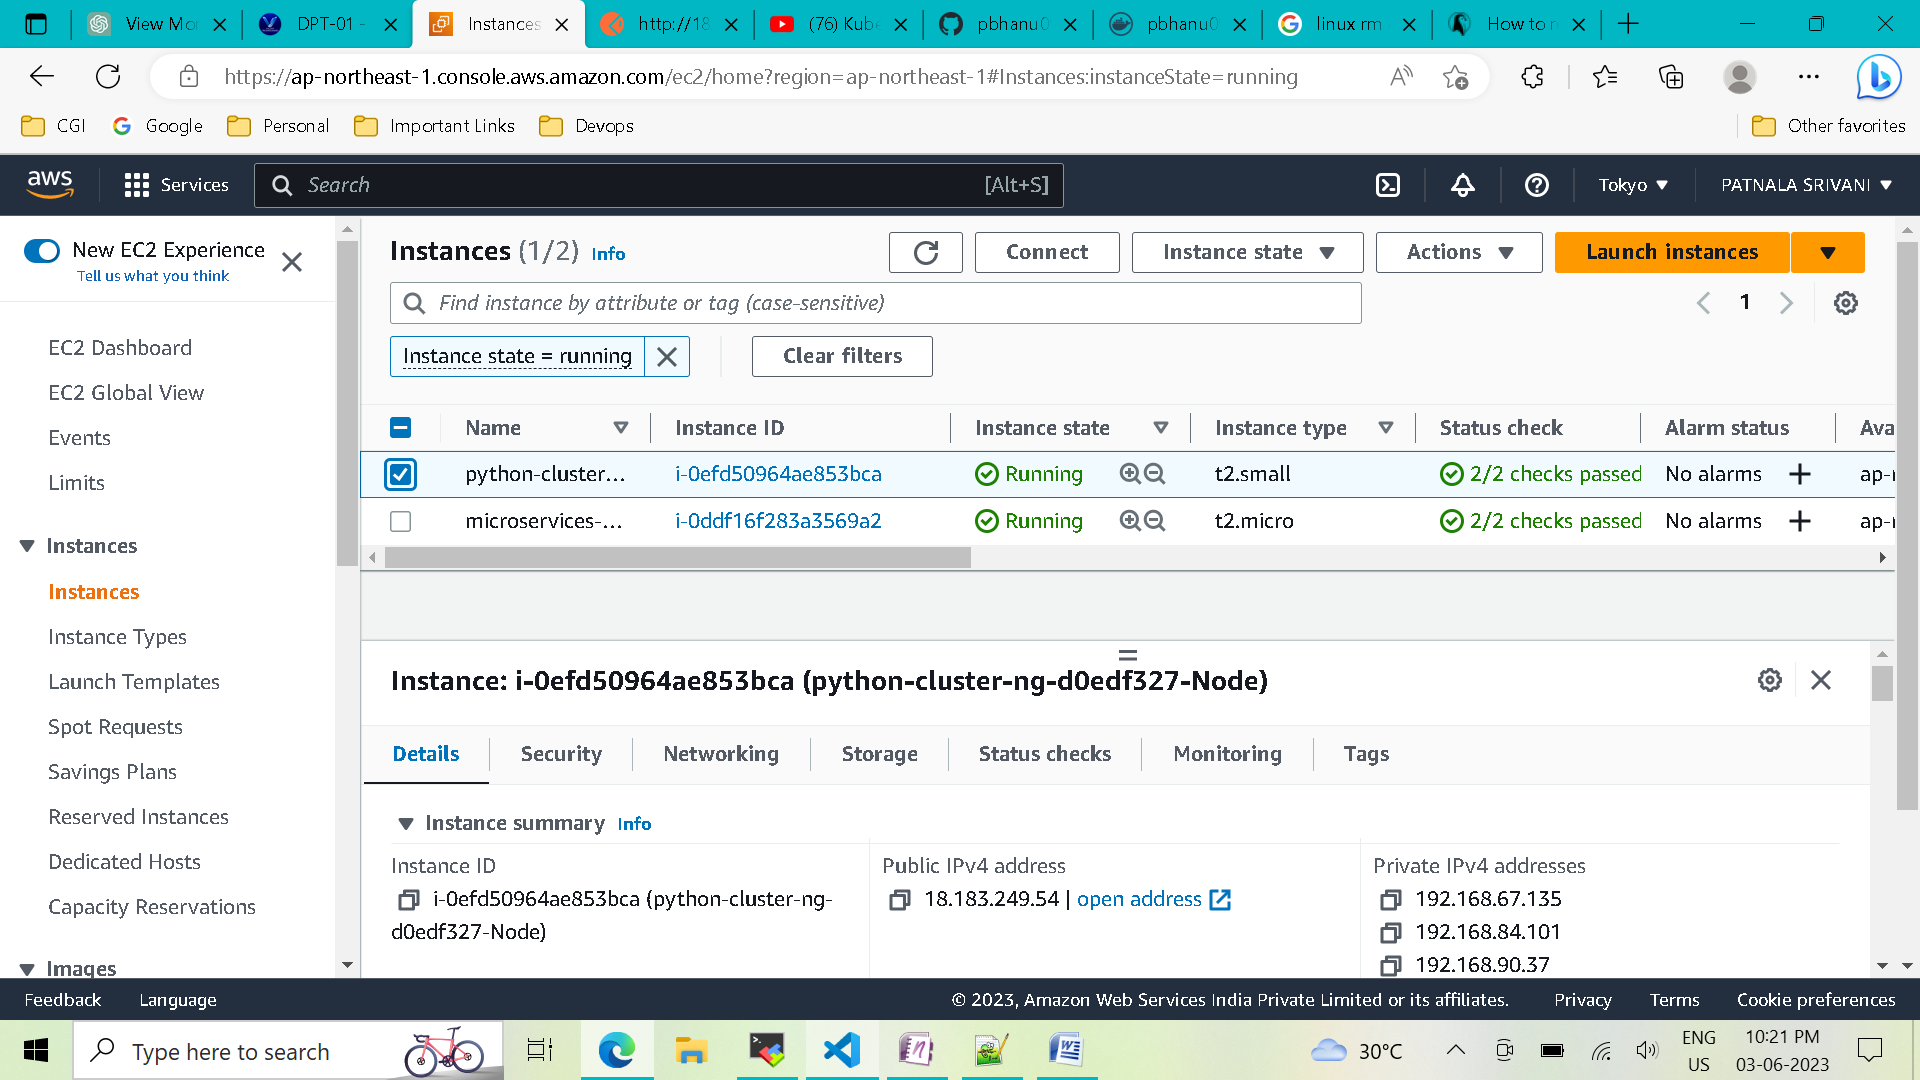 View Mor
DPT-01 -
Instances
http://18
(76) Kube
pbhanu0
pbhanu0
linux rm
How to r
https://ap-northeast-1.console.aws.amazon.com/ec2/home?region=ap-northeast-1#Instances:instanceState=running
CGI
Google
Personal
Important Links
Devops
Other favorites
aws
Services
Search
[Alt+S]
Tokyo
PATNALA SRIVANI
New EC2 Experience
Tell us what you think
EC2 Dashboard
EC2 Global View
Events
Limits
Instances
Instances
Instance Types
Launch Templates
Spot Requests
Savings Plans
Reserved Instances
Dedicated Hosts
Capacity Reservations
Images
Instances (1/2) Info
Connect
Instance state
Actions
Launch instances
Find instance by attribute or tag (case-sensitive)
1
Instance state = running
Clear filters
Name Instance ID Instance state Instance type Status check Alarm status Ava
python-cluster... i-0efd50964ae853bca Running t2.small 2/2 checks passed No alarms + ap-r
microservices-... i-0ddf16f283a3569a2 Running t2.micro 2/2 checks passed No alarms + ap-r
Instance: i-0efd50964ae853bca (python-cluster-ng-d0edf327-Node)
Details
Security
Networking
Storage
Status checks
Monitoring
Tags
Instance summary Info
Instance ID
i-0efd50964ae853bca (python-cluster-ng-
d0edf327-Node)
Public IPv4 address
18.183.249.54 | open address
Private IPv4 addresses
192.168.67.135
192.168.84.101
192.168.90.37
Feedback
Language
© 2023, Amazon Web Services India Private Limited or its affiliates.
Privacy
Terms
Cookie preferences
Type here to search
30°C
ENG
US
10:21 PM
03-06-2023